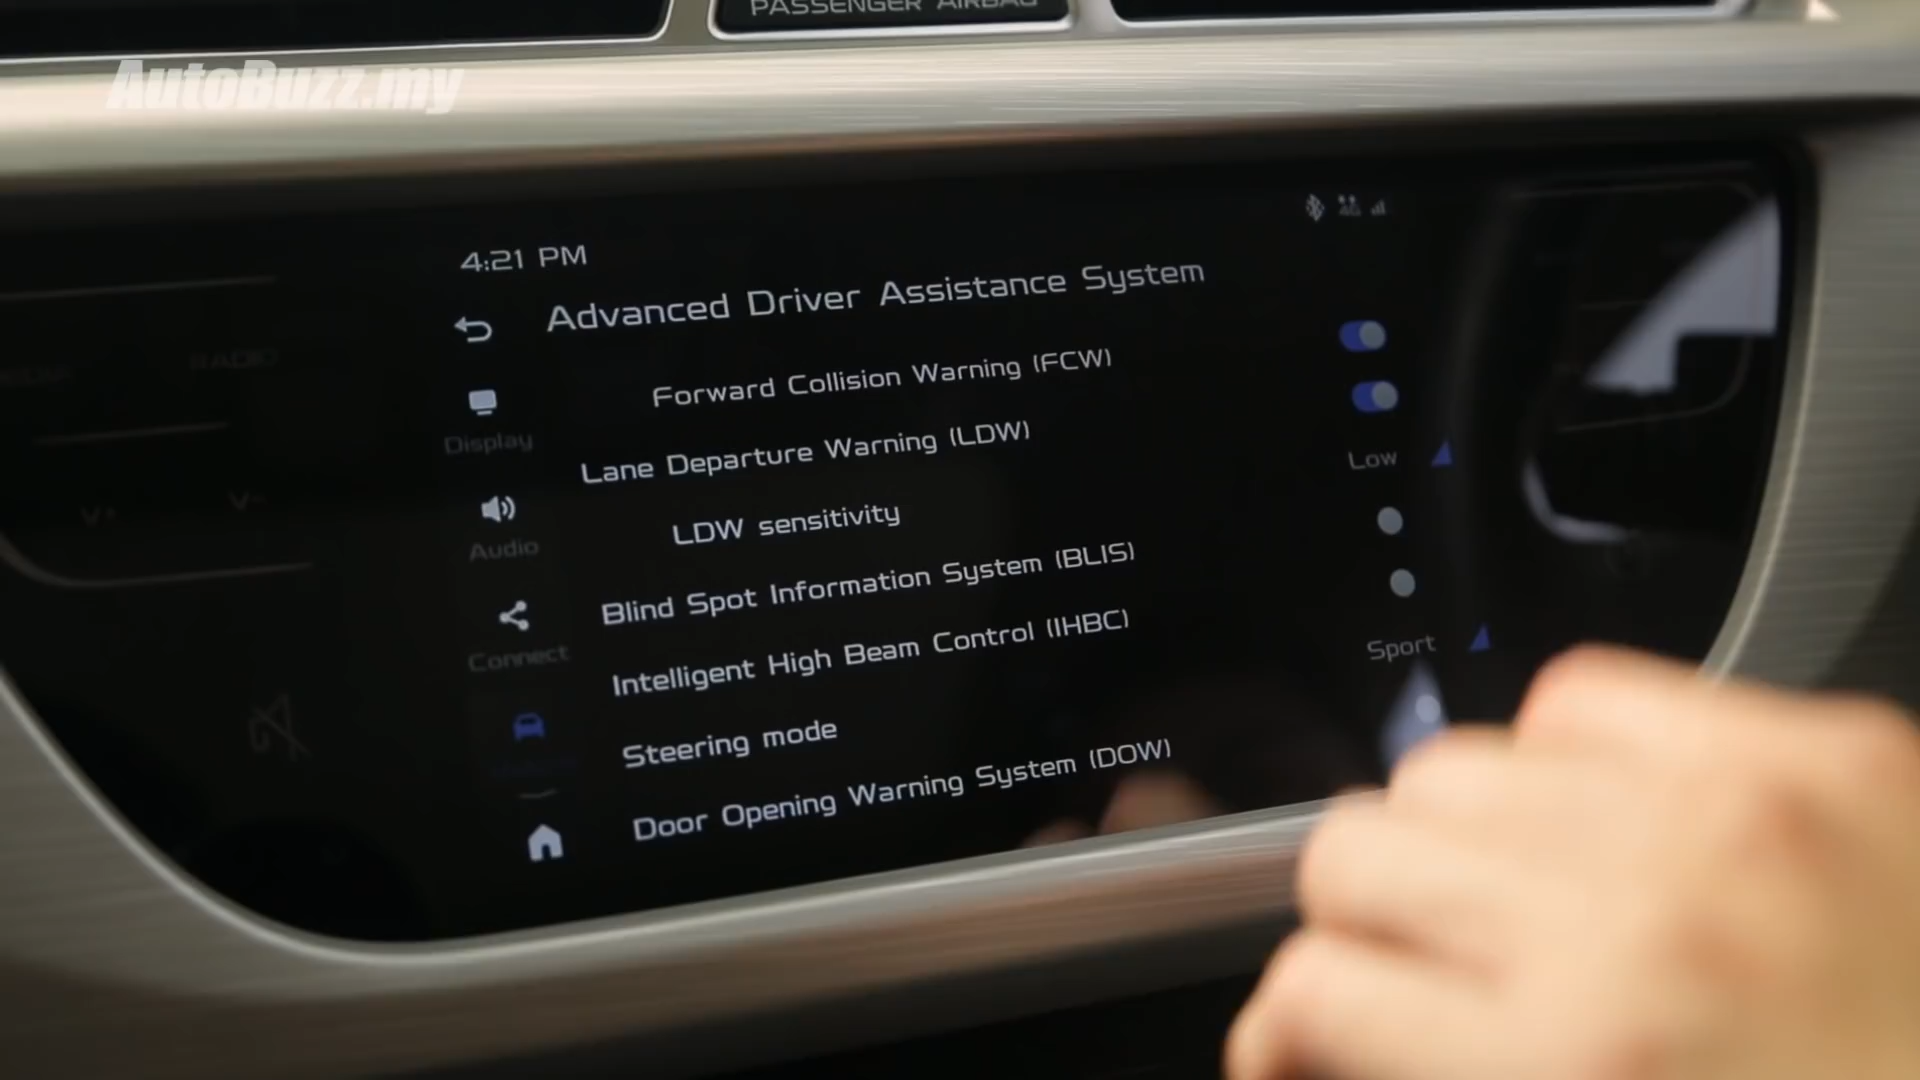 PASSENGER AIRBAG
AutoBuzz.my
4:21 PM
Advanced Driver Assistance System
Forward Collision Warning (FCW)
Display
Lane Departure Warning (LDW)
Low
LDW sensitivity
Audio
Blind Spot Information System (BLIS)
Connect
Intelligent High Beam Control (IHBC)
Sport
Steering mode
Door Opening Warning System (DOW)
RADIO
V+
V-